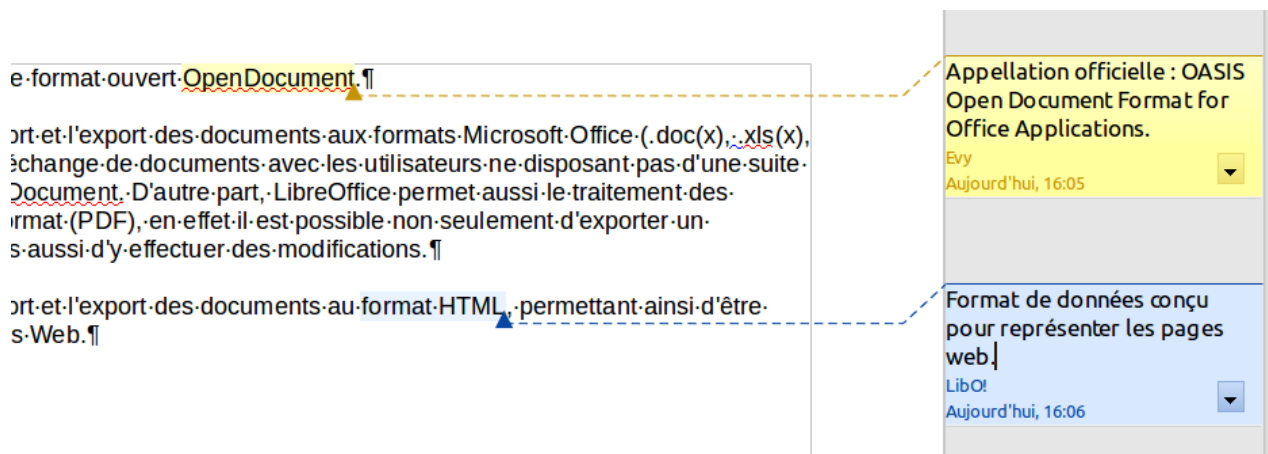 e·format·ouvert·OpenDocument.¶
ort·et·l'export·des·documents·aux·formats·Microsoft·Office·(.doc(x),·.xls(x),
échange·de·documents·avec·les·utilisateurs·ne·disposant·pas·d'une·suite·
Document.·D'autre·part,·LibreOffice·permet·aussi·le·traitement·des·
rmat·(PDF),·en·effet·il·est·possible·non·seulement·d'exporter·un·
s·aussi·d'y·effectuer·des·modifications.¶
ort·et·l'export·des·documents·au·format·HTML,·permettant·ainsi·d'être·
s·Web.¶
Appellation officielle : OASIS
Open Document Format for
Office Applications.
Evy
Aujourd'hui, 16:05
Format de données conçu
pour représenter les pages
web.
LibO!
Aujourd'hui, 16:06